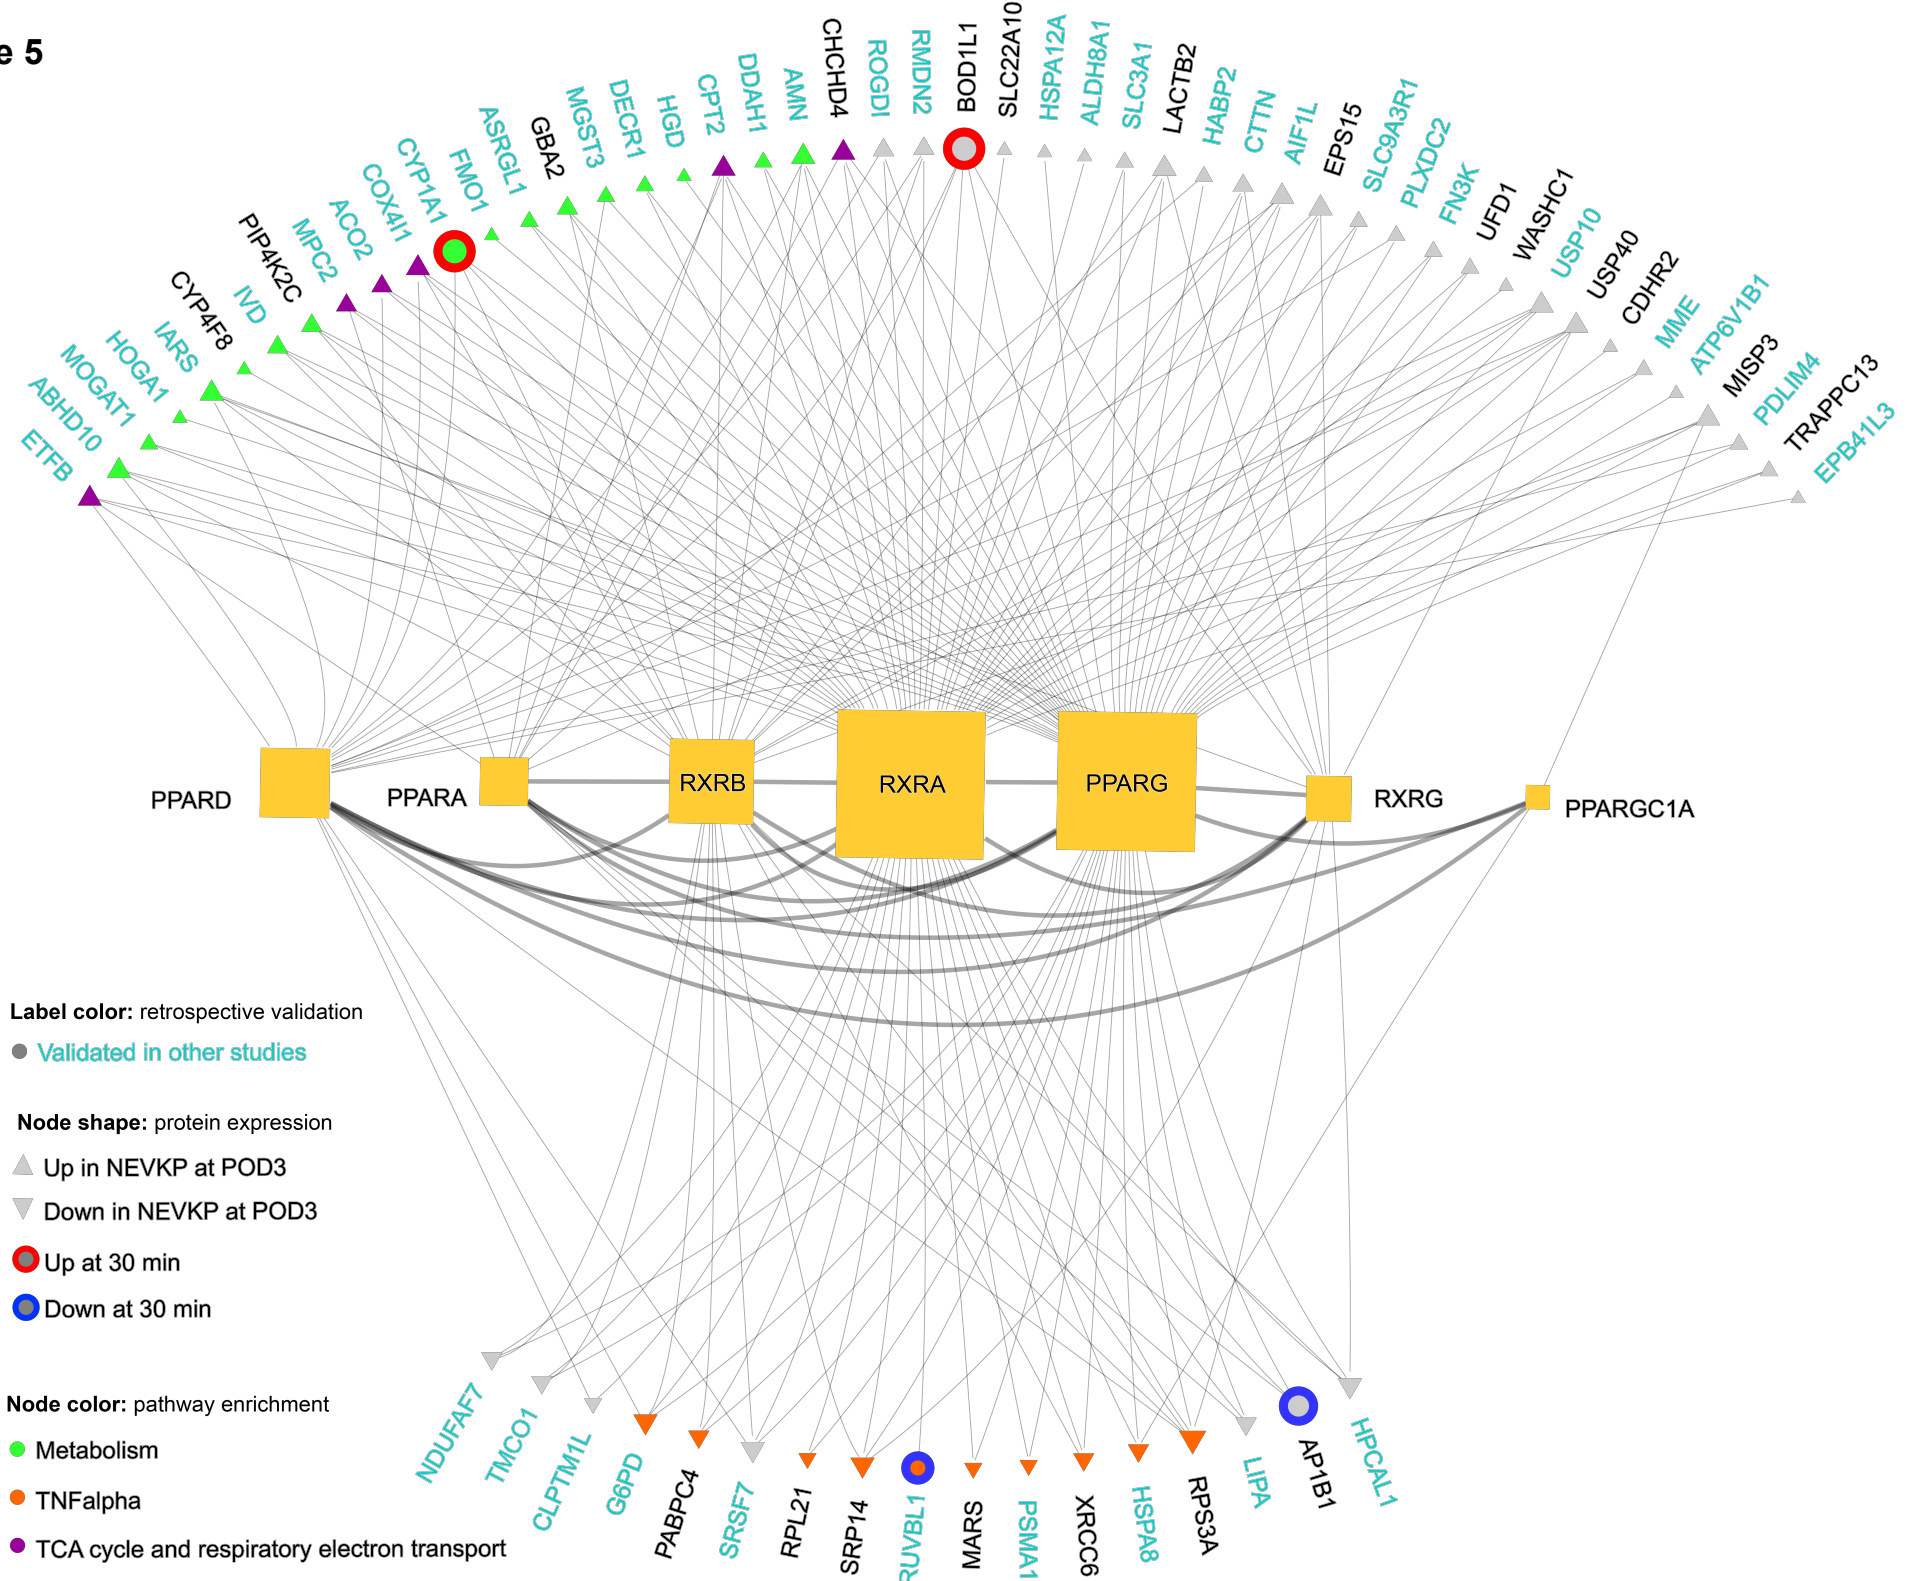 e 5
ETFB
ABHD10
MOGAT1
HOGA1
IARS
CYP4F8
IVD
PIP4K2C
MPC2
ACO2
COX4I1
CYP1A1
FMO1
ASRGL1
GBA2
MGST3
DECR1
HGD
CPT2
DDAH1
AMN
CHCHD4
ROGDI
RMDN2
BOD1L1
SLC22A10
HSPA12A
ALDH8A1
SLC3A1
LACTB2
HABP2
CTTN
AIF1L
EPS15
SLC9A3R1
PLXDC2
FN3K
UFD1
WASHC1
USP10
USP40
CDHR2
MME
ATP6V1B1
MISP3
PDLIM4
TRAPPC13
EPB41L3
PPARD
PPARA
RXRB
RXRA
PPARG
RXRG
PPARGC1A
Label color: retrospective validation
Validated in other studies
Node shape: protein expression
Up in NEVKP at POD3
Down in NEVKP at POD3
Up at 30 min
Down at 30 min
Node color: pathway enrichment
Metabolism
TNFalpha
TCA cycle and respiratory electron transport
NDUFAF7
TMCO1
CLPTM1L
G6PD
PABPC4
SRSF7
RPL21
SRP14
RUVBL1
MARS
PSMA1
XRCC6
HSPA8
RPS3A
LIPA
AP1B1
HPCAL1